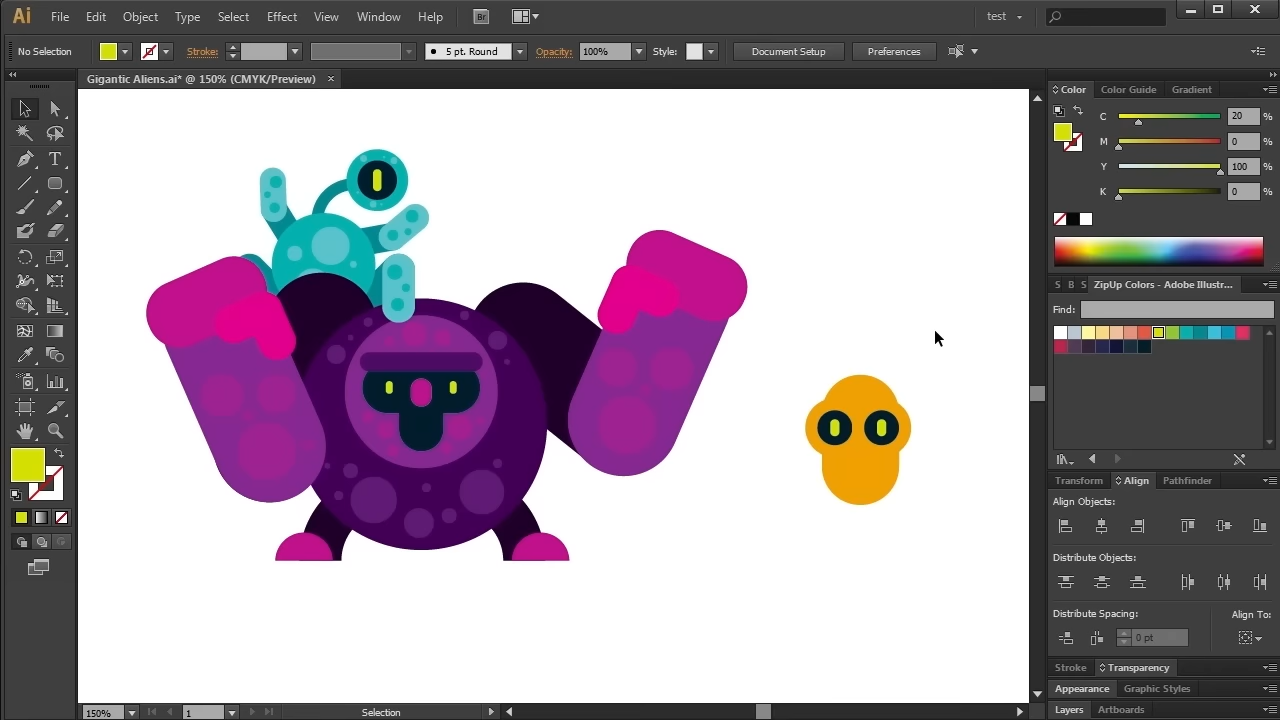 Ai File Edit Object Type Select Effect View Window Help Br test
No Selection Stroke: 5 pt. Round Opacity: 100% Style: Document Setup Preferences
Gigantic Aliens.ai* @ 150% (CMYK/Preview) ×
Color Color Guide Gradient
C 20 %
M 0 %
Y 100 %
K 0 %
S B S ZipUp Colors - Adobe Illustr...
Find:
Transform Align Pathfinder
Align Objects:
Distribute Objects:
Distribute Spacing: Align To:
0 pt
Stroke Transparency
Appearance Graphic Styles
Layers Artboards
150% 1 Selection